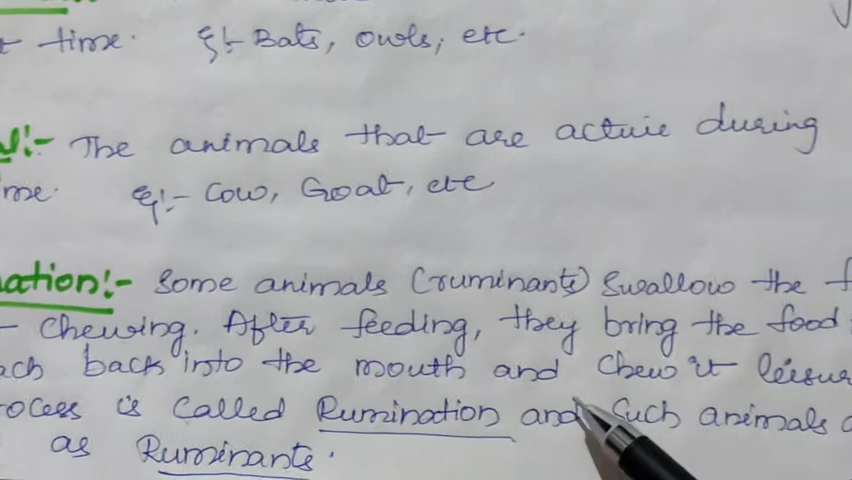 t time. Eg:- Bats, owls, etc.
l:- The animals that are active during
me. Eg:- Cow, Goat, etc
nation:- Some animals (ruminants) swallow the f
- chewing. After feeding, they bring the food
ach back into the mouth and chew it leisur
rocess is called Rumination and such animals a
as Ruminants.